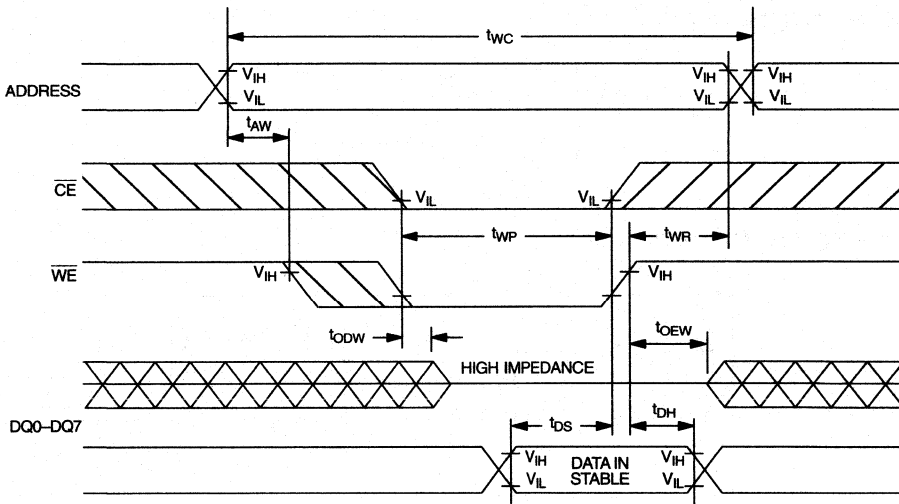 tWC
ADDRESS VIH VIH VIH
VIL VIL VIL
tAW
CE VIL VIL
tWP tWR
WE VIH VIH
tODW tOEW
HIGH IMPEDANCE
DQ0–DQ7
tDS tDH
VIH DATA IN VIH
VIL STABLE VIL